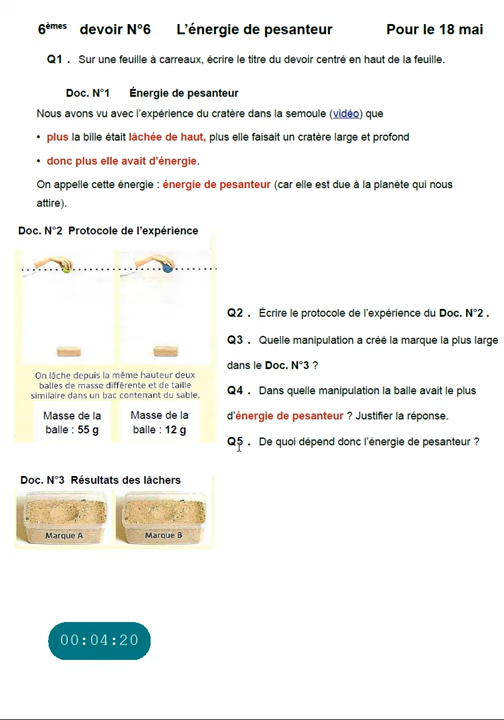 6èmes devoir N°6 L'énergie de pesanteur Pour le 18 mai
Q1 . Sur une feuille à carreaux, écrire le titre du devoir centré en haut de la feuille.
Doc. N°1 Énergie de pesanteur
Nous avons vu avec l'expérience du cratère dans la semoule (vidéo) que
• plus la bille était lâchée de haut, plus elle faisait un cratère large et profond
• donc plus elle avait d'énergie.
On appelle cette énergie : énergie de pesanteur (car elle est due à la planète qui nous
attire).
Doc. N°2 Protocole de l'expérience
On lâche depuis la même hauteur deux
balles de masse différente et de taille
similaire dans un bac contenant du sable.
Masse de la
balle : 55 g
Masse de la
balle : 12 g
Q2 . Écrire le protocole de l'expérience du Doc. N°2 .
Q3 . Quelle manipulation a créé la marque la plus large
dans le Doc. N°3 ?
Q4 . Dans quelle manipulation la balle avait le plus
d'énergie de pesanteur ? Justifier la réponse.
Q5 . De quoi dépend donc l'énergie de pesanteur ?
Doc. N°3 Résultats des lâchers
Marque A
Marque B
00:04:20